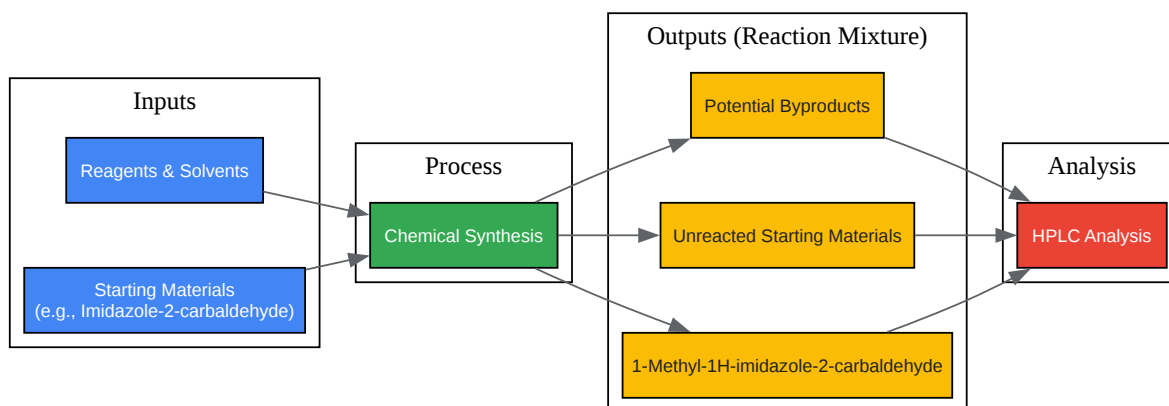 Inputs
Reagents & Solvents
Starting Materials
(e.g., Imidazole-2-carbaldehyde)
Process
Chemical Synthesis
Outputs (Reaction Mixture)
Potential Byproducts
Unreacted Starting Materials
1-Methyl-1H-imidazole-2-carbaldehyde
Analysis
HPLC Analysis